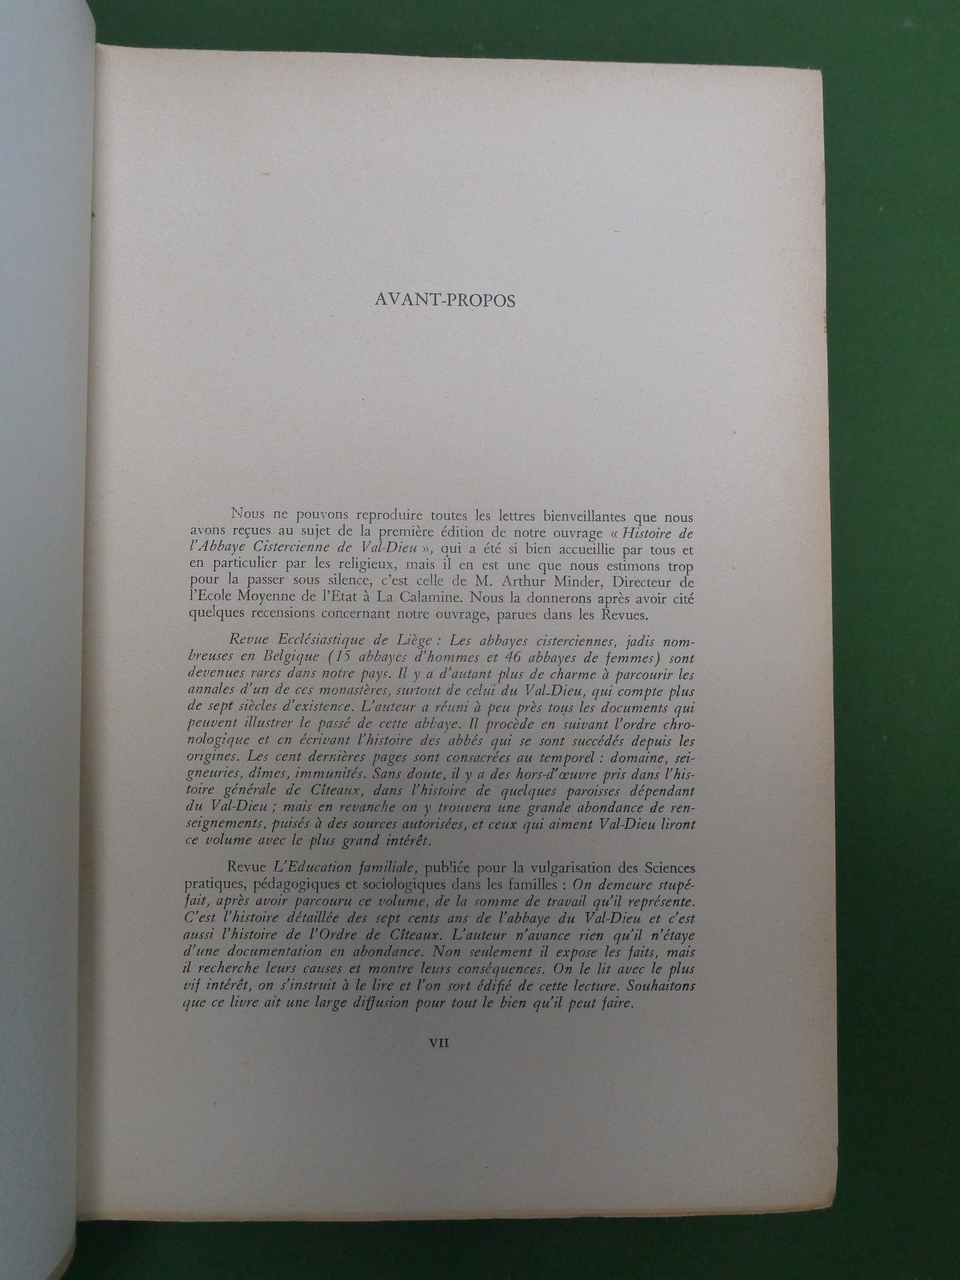 AVANT-PROPOS
Nous ne pouvons reproduire toutes les lettres bienveillantes que nous
avons reçues au sujet de la première édition de notre ouvrage « Histoire de
l'Abbaye Cistercienne de Val-Dieu », qui a été si bien accueillie par tous et
en particulier par les religieux, mais il en est une que nous estimons trop
pour la passer sous silence, c'est celle de M. Arthur Minder, Directeur de
l'Ecole Moyenne de l'Etat à La Calamine. Nous la donnerons après avoir cité
quelques recensions concernant notre ouvrage, parues dans les Revues.
Revue Ecclésiastique de Liège : Les abbayes cisterciennes, jadis nom-
breuses en Belgique (15 abbayes d'hommes et 46 abbayes de femmes) sont
devenues rares dans notre pays. Il y a d'autant plus de charme à parcourir les
annales d'un de ces monastères, surtout de celui du Val-Dieu, qui compte plus
de sept siècles d'existence. L'auteur a réuni à peu près tous les documents qui
peuvent illustrer le passé de cette abbaye. Il procède en suivant l'ordre chro-
nologique et en écrivant l'histoire des abbés qui se sont succédés depuis les
origines. Les cent dernières pages sont consacrées au temporel : domaine, sei-
gneuries, dîmes, immunités. Sans doute, il y a des hors-d'œuvre pris dans l'his-
toire générale de Cîteaux, dans l'histoire de quelques paroisses dépendant
du Val-Dieu ; mais en revanche on y trouvera une grande abondance de ren-
seignements, puisés à des sources autorisées, et ceux qui aiment Val-Dieu liront
ce volume avec le plus grand intérêt.
Revue L'Education familiale, publiée pour la vulgarisation des Sciences
pratiques, pédagogiques et sociologiques dans les familles : On demeure stupé-
fait, après avoir parcouru ce volume, de la somme de travail qu'il représente.
C'est l'histoire détaillée des sept cents ans de l'abbaye du Val-Dieu et c'est
aussi l'histoire de l'Ordre de Cîteaux. L'auteur n'avance rien qu'il n'étaye
d'une documentation en abondance. Non seulement il expose les faits, mais
il recherche leurs causes et montre leurs conséquences. On le lit avec le plus
vif intérêt, on s'instruit à le lire et l'on sort édifié de cette lecture. Souhaitons
que ce livre ait une large diffusion pour tout le bien qu'il peut faire.
VII